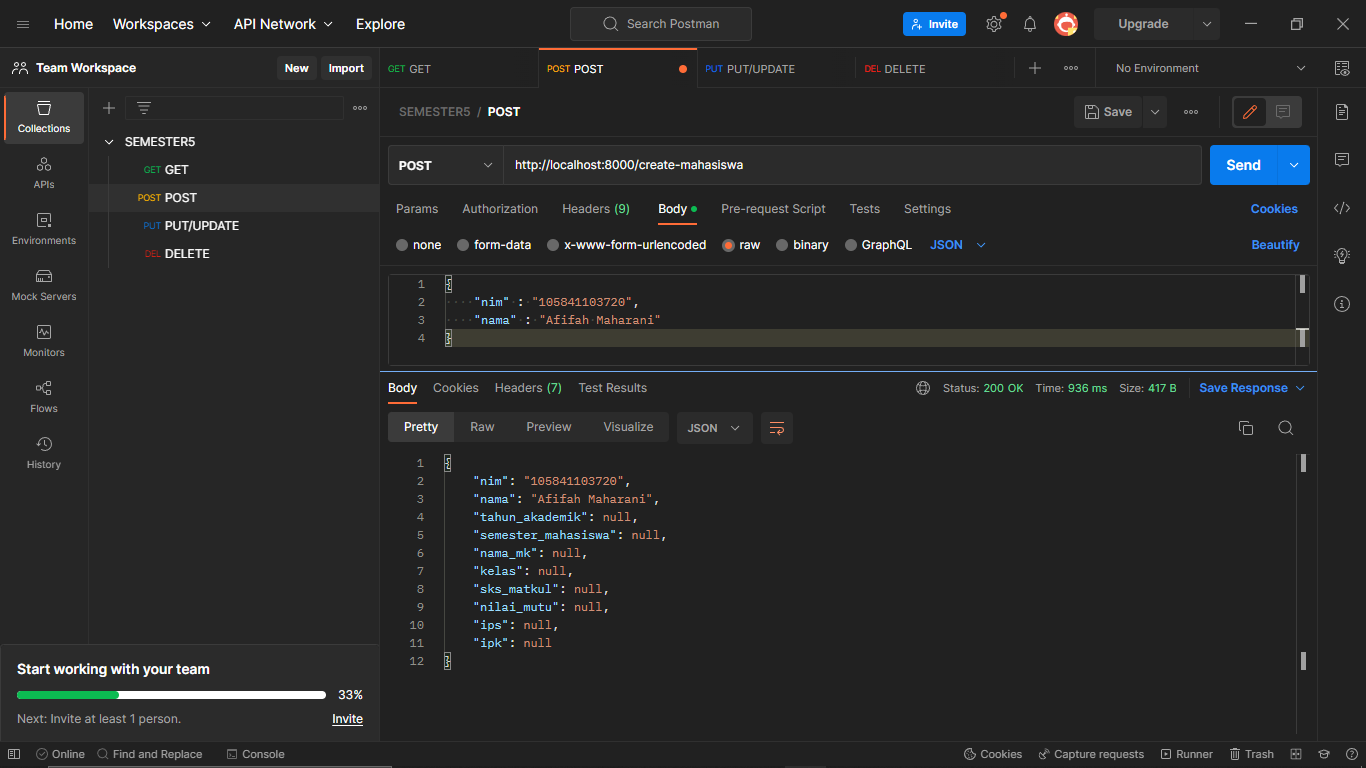 Home Workspaces API Network Explore Search Postman Invite Upgrade
Team Workspace New Import GET GET POST POST PUT PUT/UPDATE DEL DELETE No Environment
Collections
APIs
Environments
Mock Servers
Monitors
Flows
History
SEMESTER5
GET GET
POST POST
PUT PUT/UPDATE
DEL DELETE
SEMESTER5 / POST Save
POST http://localhost:8000/create-mahasiswa Send
Params Authorization Headers (9) Body Pre-request Script Tests Settings Cookies
none form-data x-www-form-urlencoded raw binary GraphQL JSON Beautify
1 {
2 "nim" : "105841103720",
3 "nama" : "Afifah Maharani"
4 }
Body Cookies Headers (7) Test Results Status: 200 OK Time: 936 ms Size: 417 B Save Response
Pretty Raw Preview Visualize JSON
1 {
2 "nim": "105841103720",
3 "nama": "Afifah Maharani",
4 "tahun_akademik": null,
5 "semester_mahasiswa": null,
6 "nama_mk": null,
7 "kelas": null,
8 "sks_matkul": null,
9 "nilai_mutu": null,
10 "ips": null,
11 "ipk": null
12 }
Start working with your team
33%
Next: Invite at least 1 person. Invite
Online Find and Replace Console Cookies Capture requests Runner Trash